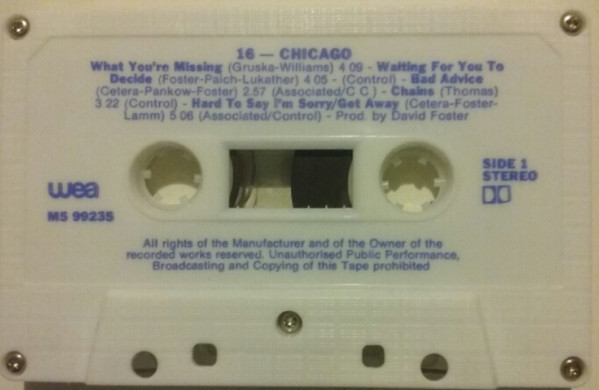 16 — CHICAGO
What You're Missing (Gruska-Williams) 4 09 - Waiting For You To
Decide (Foster-Paich-Lukather) 4 05 - (Control) - Bad Advice
(Cetera-Pankow-Foster) 2.57 (Associated/C C ) - Chains (Thomas)
3 22 (Control) - Hard To Say I'm Sorry/Get Away (Cetera-Foster-
Lamm) 5 06 (Associated/Control) - Prod. by David Foster
SIDE 1
STEREO
wea
M5 99235
All rights of the Manufacturer and of the Owner of the
recorded works reserved. Unauthorised Public Performance,
Broadcasting and Copying of this Tape prohibited